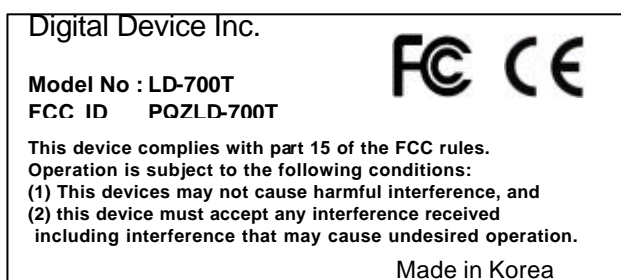 Digital Device Inc.
FC CE
Model No : LD-700T
FCC ID PQZLD-700T
This device complies with part 15 of the FCC rules.
Operation is subject to the following conditions:
(1) This devices may not cause harmful interference, and
(2) this device must accept any interference received
including interference that may cause undesired operation.
Made in Korea